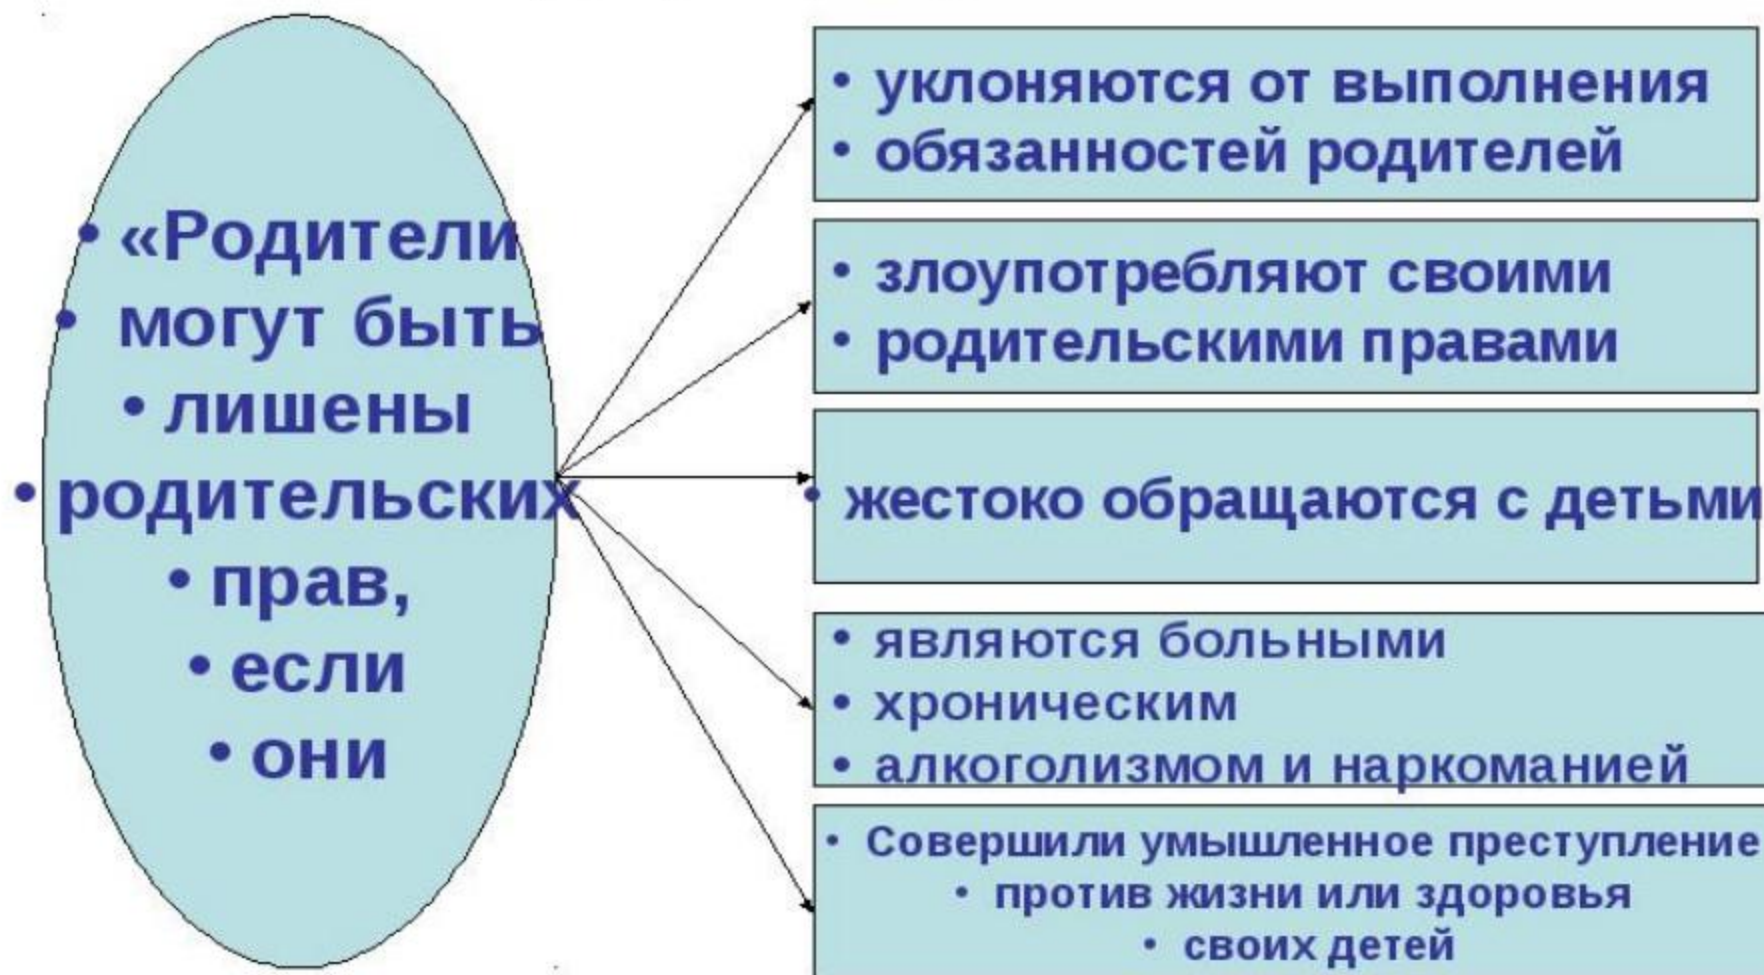 • «Родители
• могут быть
• лишены
• родительских
• прав,
• если
• они
• уклоняются от выполнения
• обязанностей родителей
• злоупотребляют своими
• родительскими правами
• жестоко обращаются с детьми
• являются больными
• хроническим
• алкоголизмом и наркоманией
• Совершили умышленное преступление
• против жизни или здоровья
• своих детей